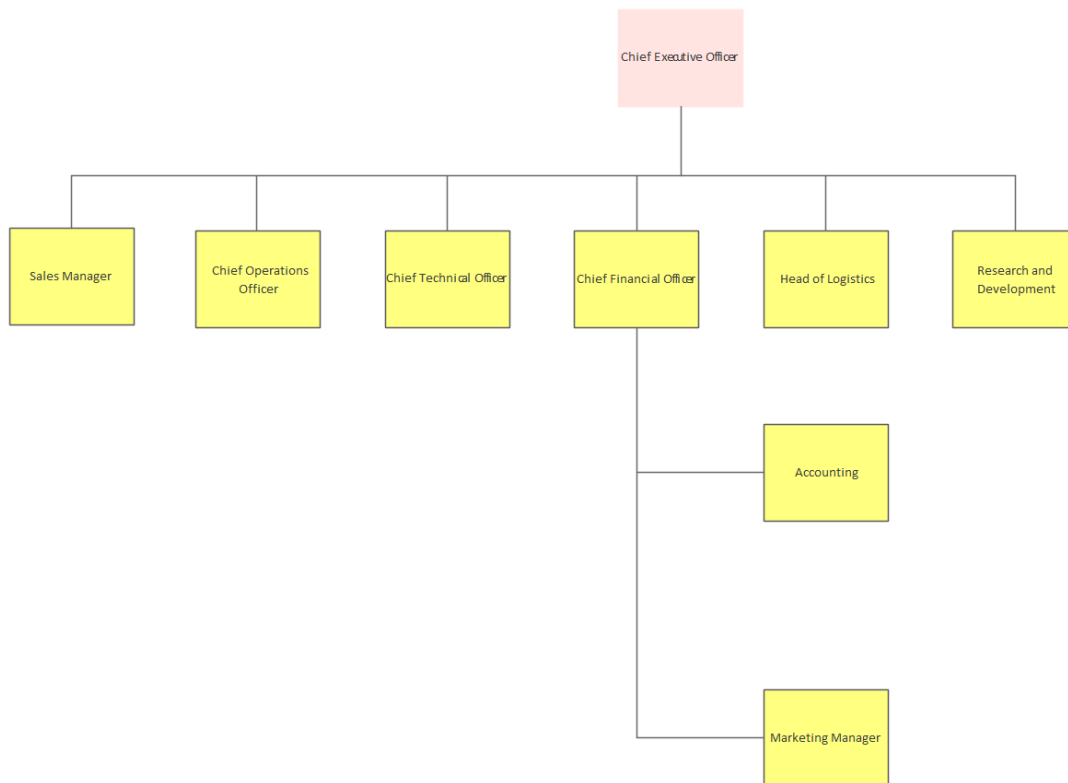 Chief Executive Officer
Sales Manager
Chief Operations
Officer
Chief Technical Officer
Chief Financial Officer
Head of Logistics
Research and
Development
Accounting
Marketing Manager